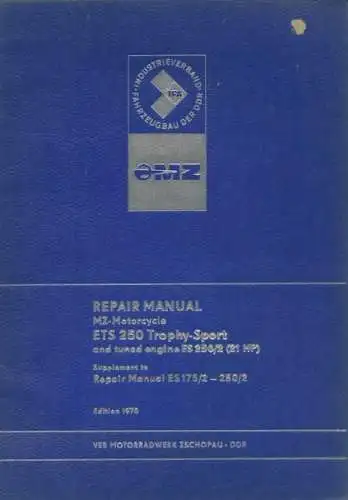 INDUSTRIEVERBAND
FAHRZEUGBAU DER DDR
IFA
MZ
REPAIR MANUAL
MZ-Motorcycle
ETS 250 Trophy-Sport
and tuned engine ES 250/2 (21 HP)
Supplement to
Repair Manual ES 175/2 – 250/2
Edition 1970
VEB MOTORRADWERK ZSCHOPAU - DDR